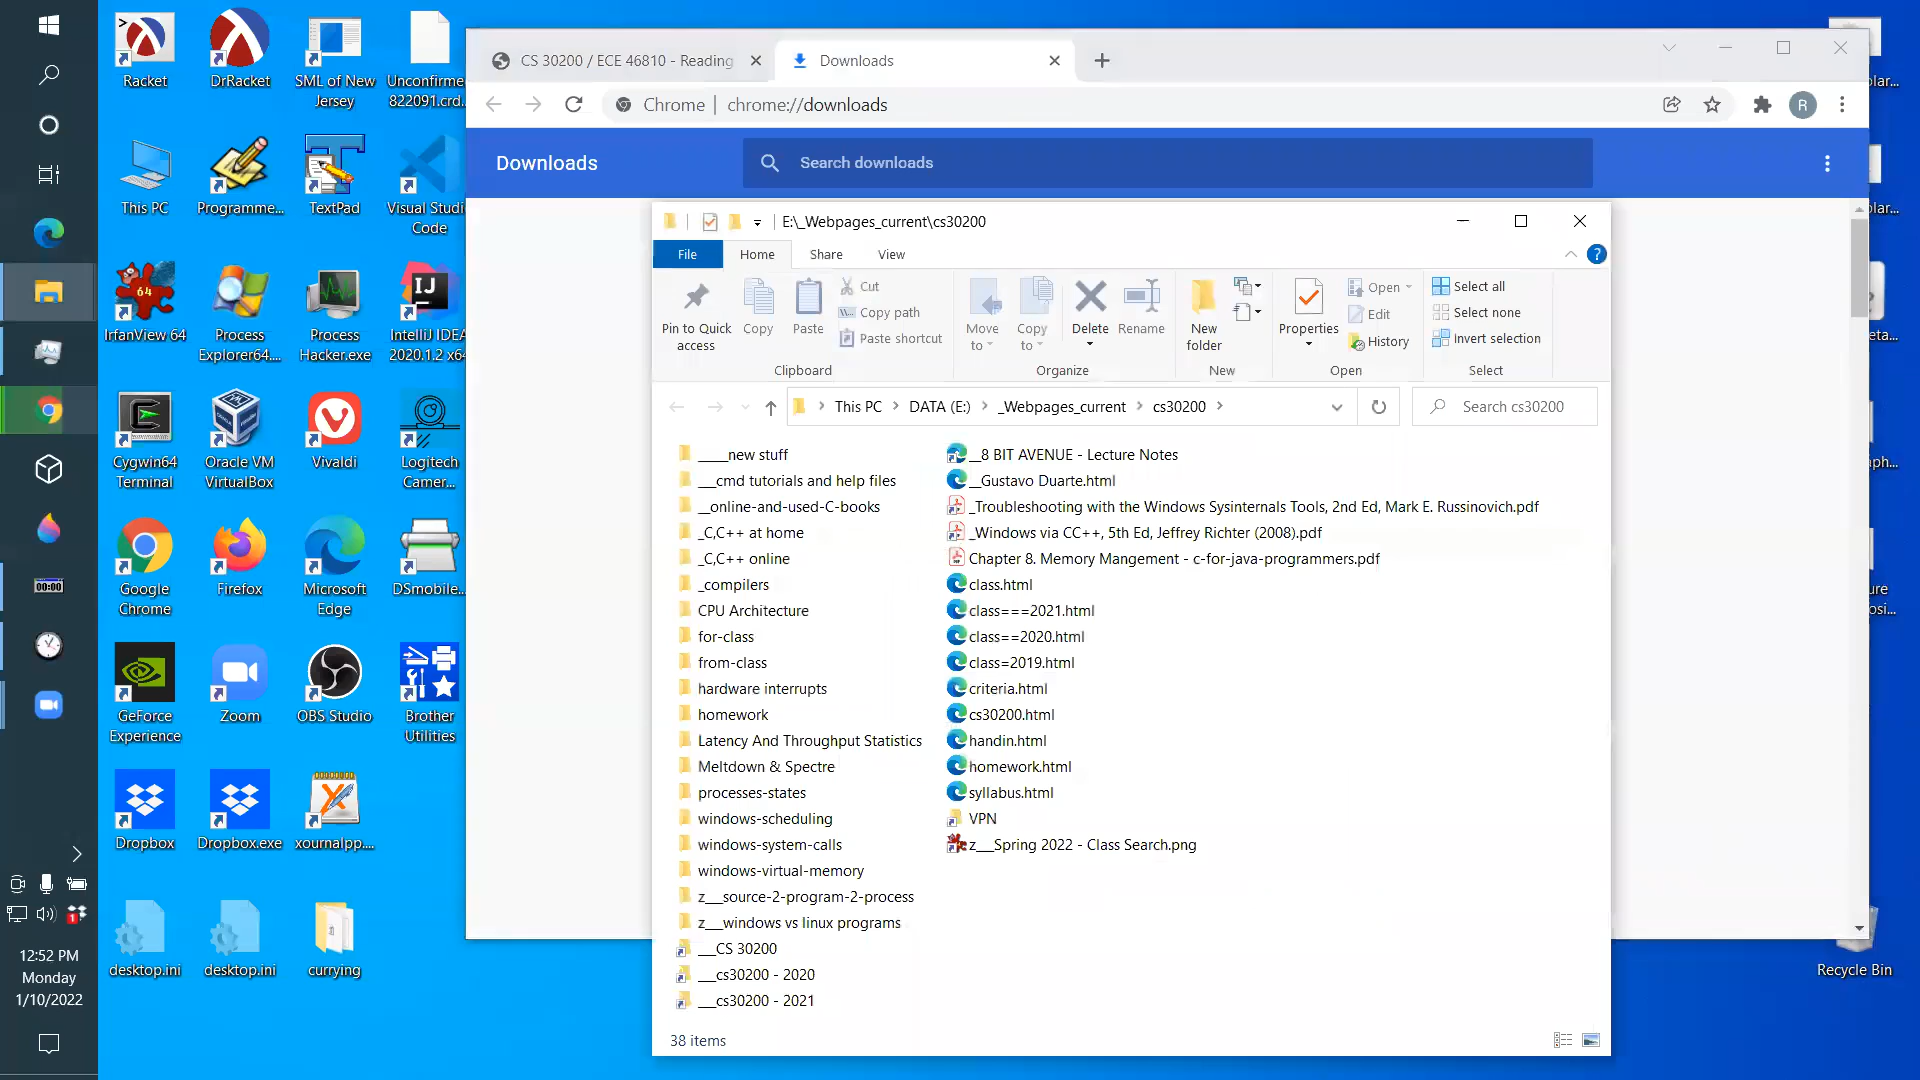 Racket
DrRacket
SML of New
Jersey
Unconfirme...
822091.crd...
This PC
Programme...
TextPad
Visual Studi
Code
IrfanView 64
Process
Explorer64....
Process
Hacker.exe
IntelliJ IDEA
2020.1.2 x64
Cygwin64
Terminal
Oracle VM
VirtualBox
Vivaldi
Logitech
Camer...
Google
Chrome
Firefox
Microsoft
Edge
DSmobile...
GeForce
Experience
Zoom
OBS Studio
Brother
Utilities
Dropbox
Dropbox.exe
xournalpp....
desktop.ini
desktop.ini
currying
00:00
12:52 PM
Monday
1/10/2022
CS 30200 / ECE 46810 - Reading
Downloads
Chrome | chrome://downloads
R
Downloads
Search downloads
E:\_Webpages_current\cs30200
File
Home
Share
View
Pin to Quick
access
Copy
Paste
Cut
Copy path
Paste shortcut
Clipboard
Move
to
Copy
to
Delete
Rename
Organize
New
folder
New
Properties
Open
Edit
History
Open
Select all
Select none
Invert selection
Select
This PC > DATA (E:) > _Webpages_current > cs30200 >
Search cs30200
____new stuff
___cmd tutorials and help files
__online-and-used-C-books
_C,C++ at home
_C,C++ online
_compilers
CPU Architecture
for-class
from-class
hardware interrupts
homework
Latency And Throughput Statistics
Meltdown & Spectre
processes-states
windows-scheduling
windows-system-calls
windows-virtual-memory
z___source-2-program-2-process
z___windows vs linux programs
___CS 30200
___cs30200 - 2020
___cs30200 - 2021
__8 BIT AVENUE - Lecture Notes
__Gustavo Duarte.html
_Troubleshooting with the Windows Sysinternals Tools, 2nd Ed, Mark E. Russinovich.pdf
_Windows via CC++, 5th Ed, Jeffrey Richter (2008).pdf
Chapter 8. Memory Mangement - c-for-java-programmers.pdf
class.html
class===2021.html
class==2020.html
class=2019.html
criteria.html
cs30200.html
handin.html
homework.html
syllabus.html
VPN
z___Spring 2022 - Class Search.png
38 items
Recycle Bin